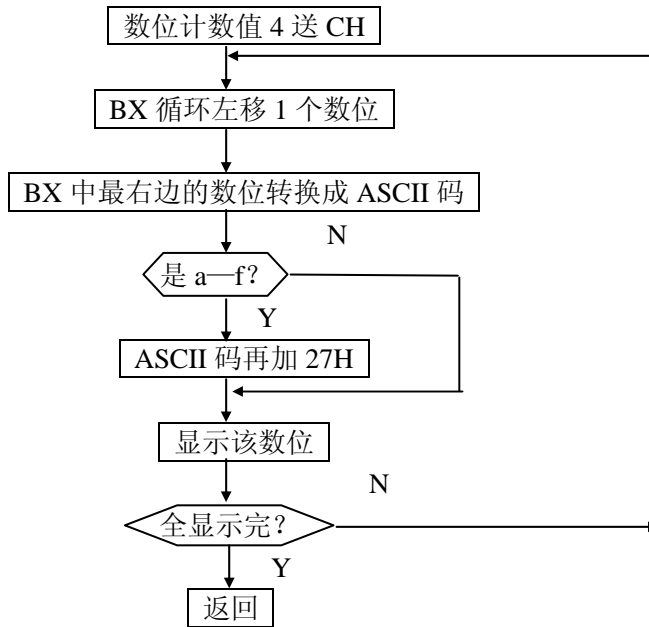 数位计数值 4 送 CH
BX 循环左移 1 个数位
BX 中最右边的数位转换成 ASCII 码
N
是 a—f?
Y
ASCII 码再加 27H
显示该数位
N
全显示完?
Y
返回